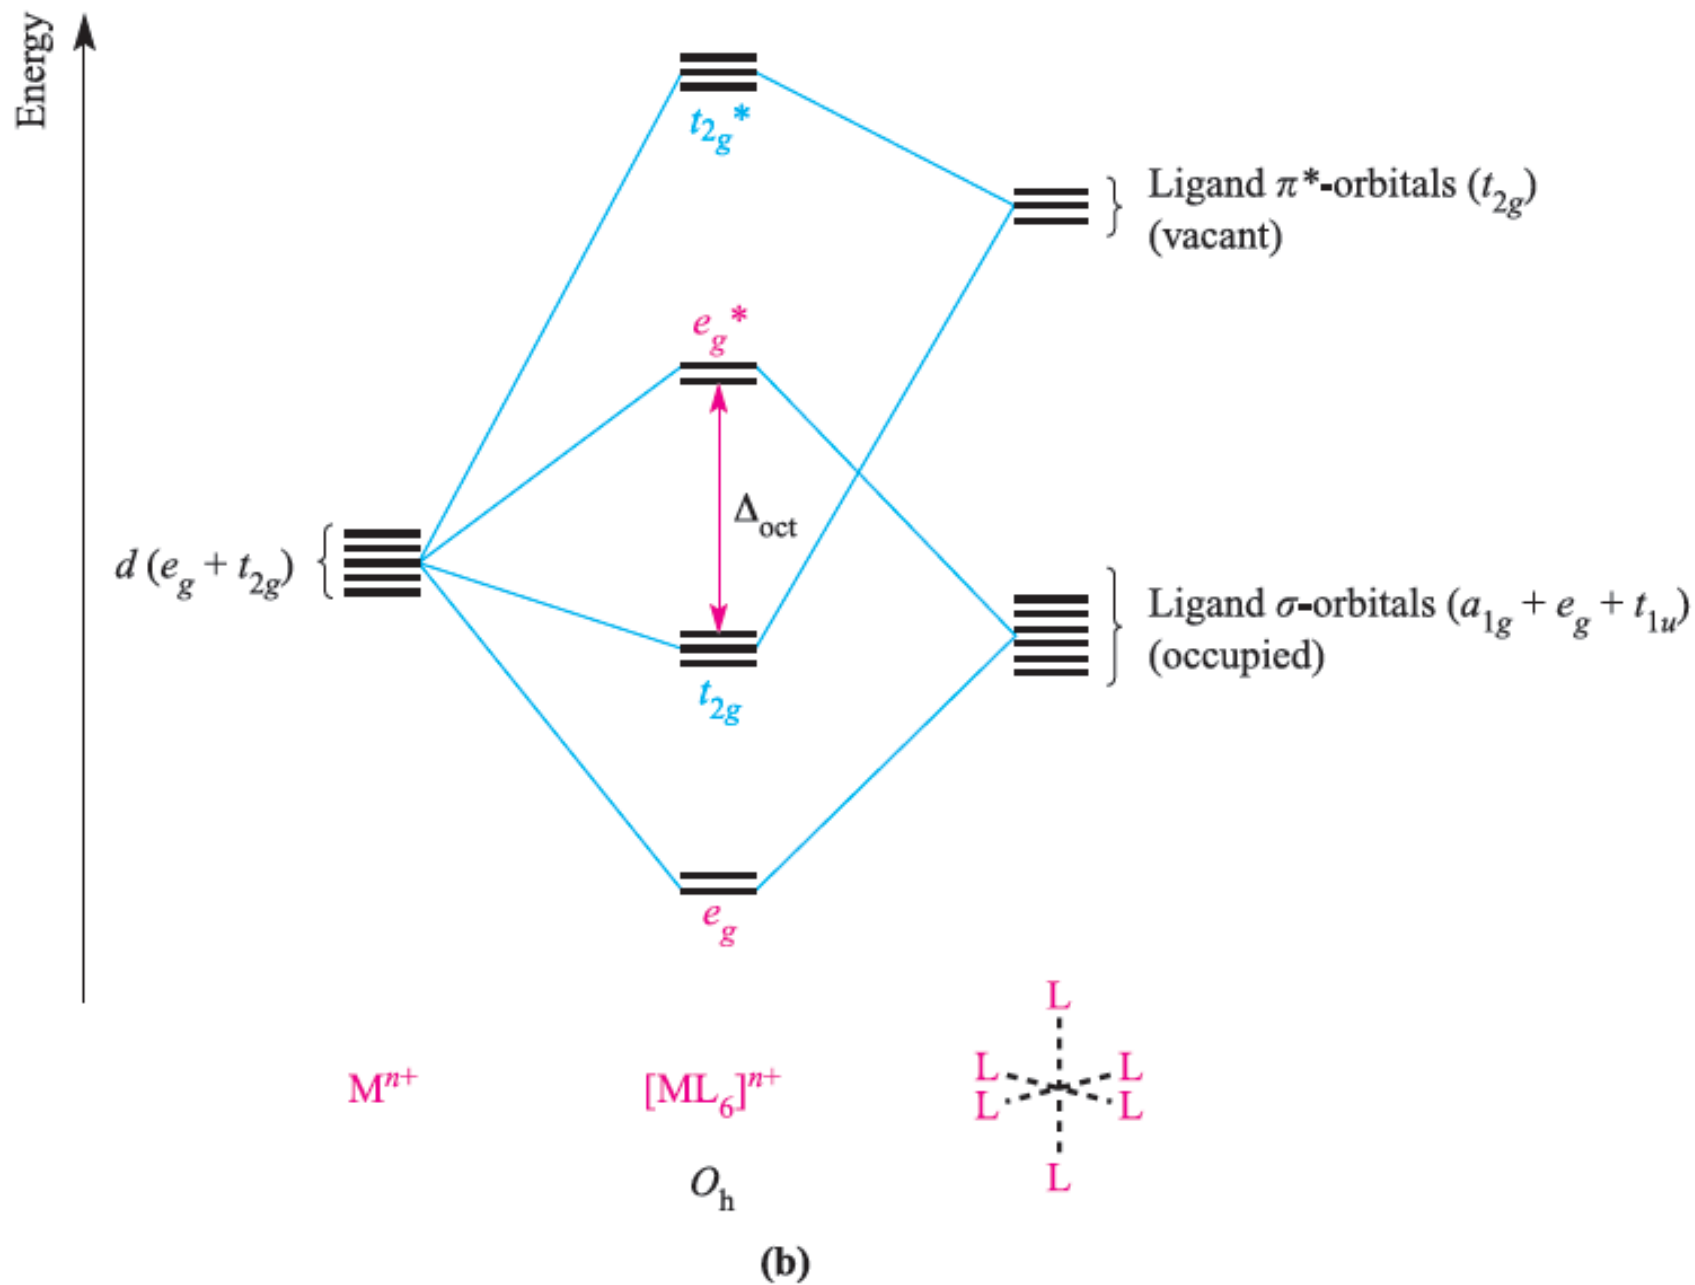 Energy
t₂g*
Ligand π*-orbitals (t₂g)
(vacant)
eg*
Δoct
d (eg + t₂g)
Ligand σ-orbitals (a₁g + eg + t₁u)
(occupied)
t₂g
eg
L
L L
L L
L
Mⁿ⁺
[ML₆]ⁿ⁺
Oh
(b)